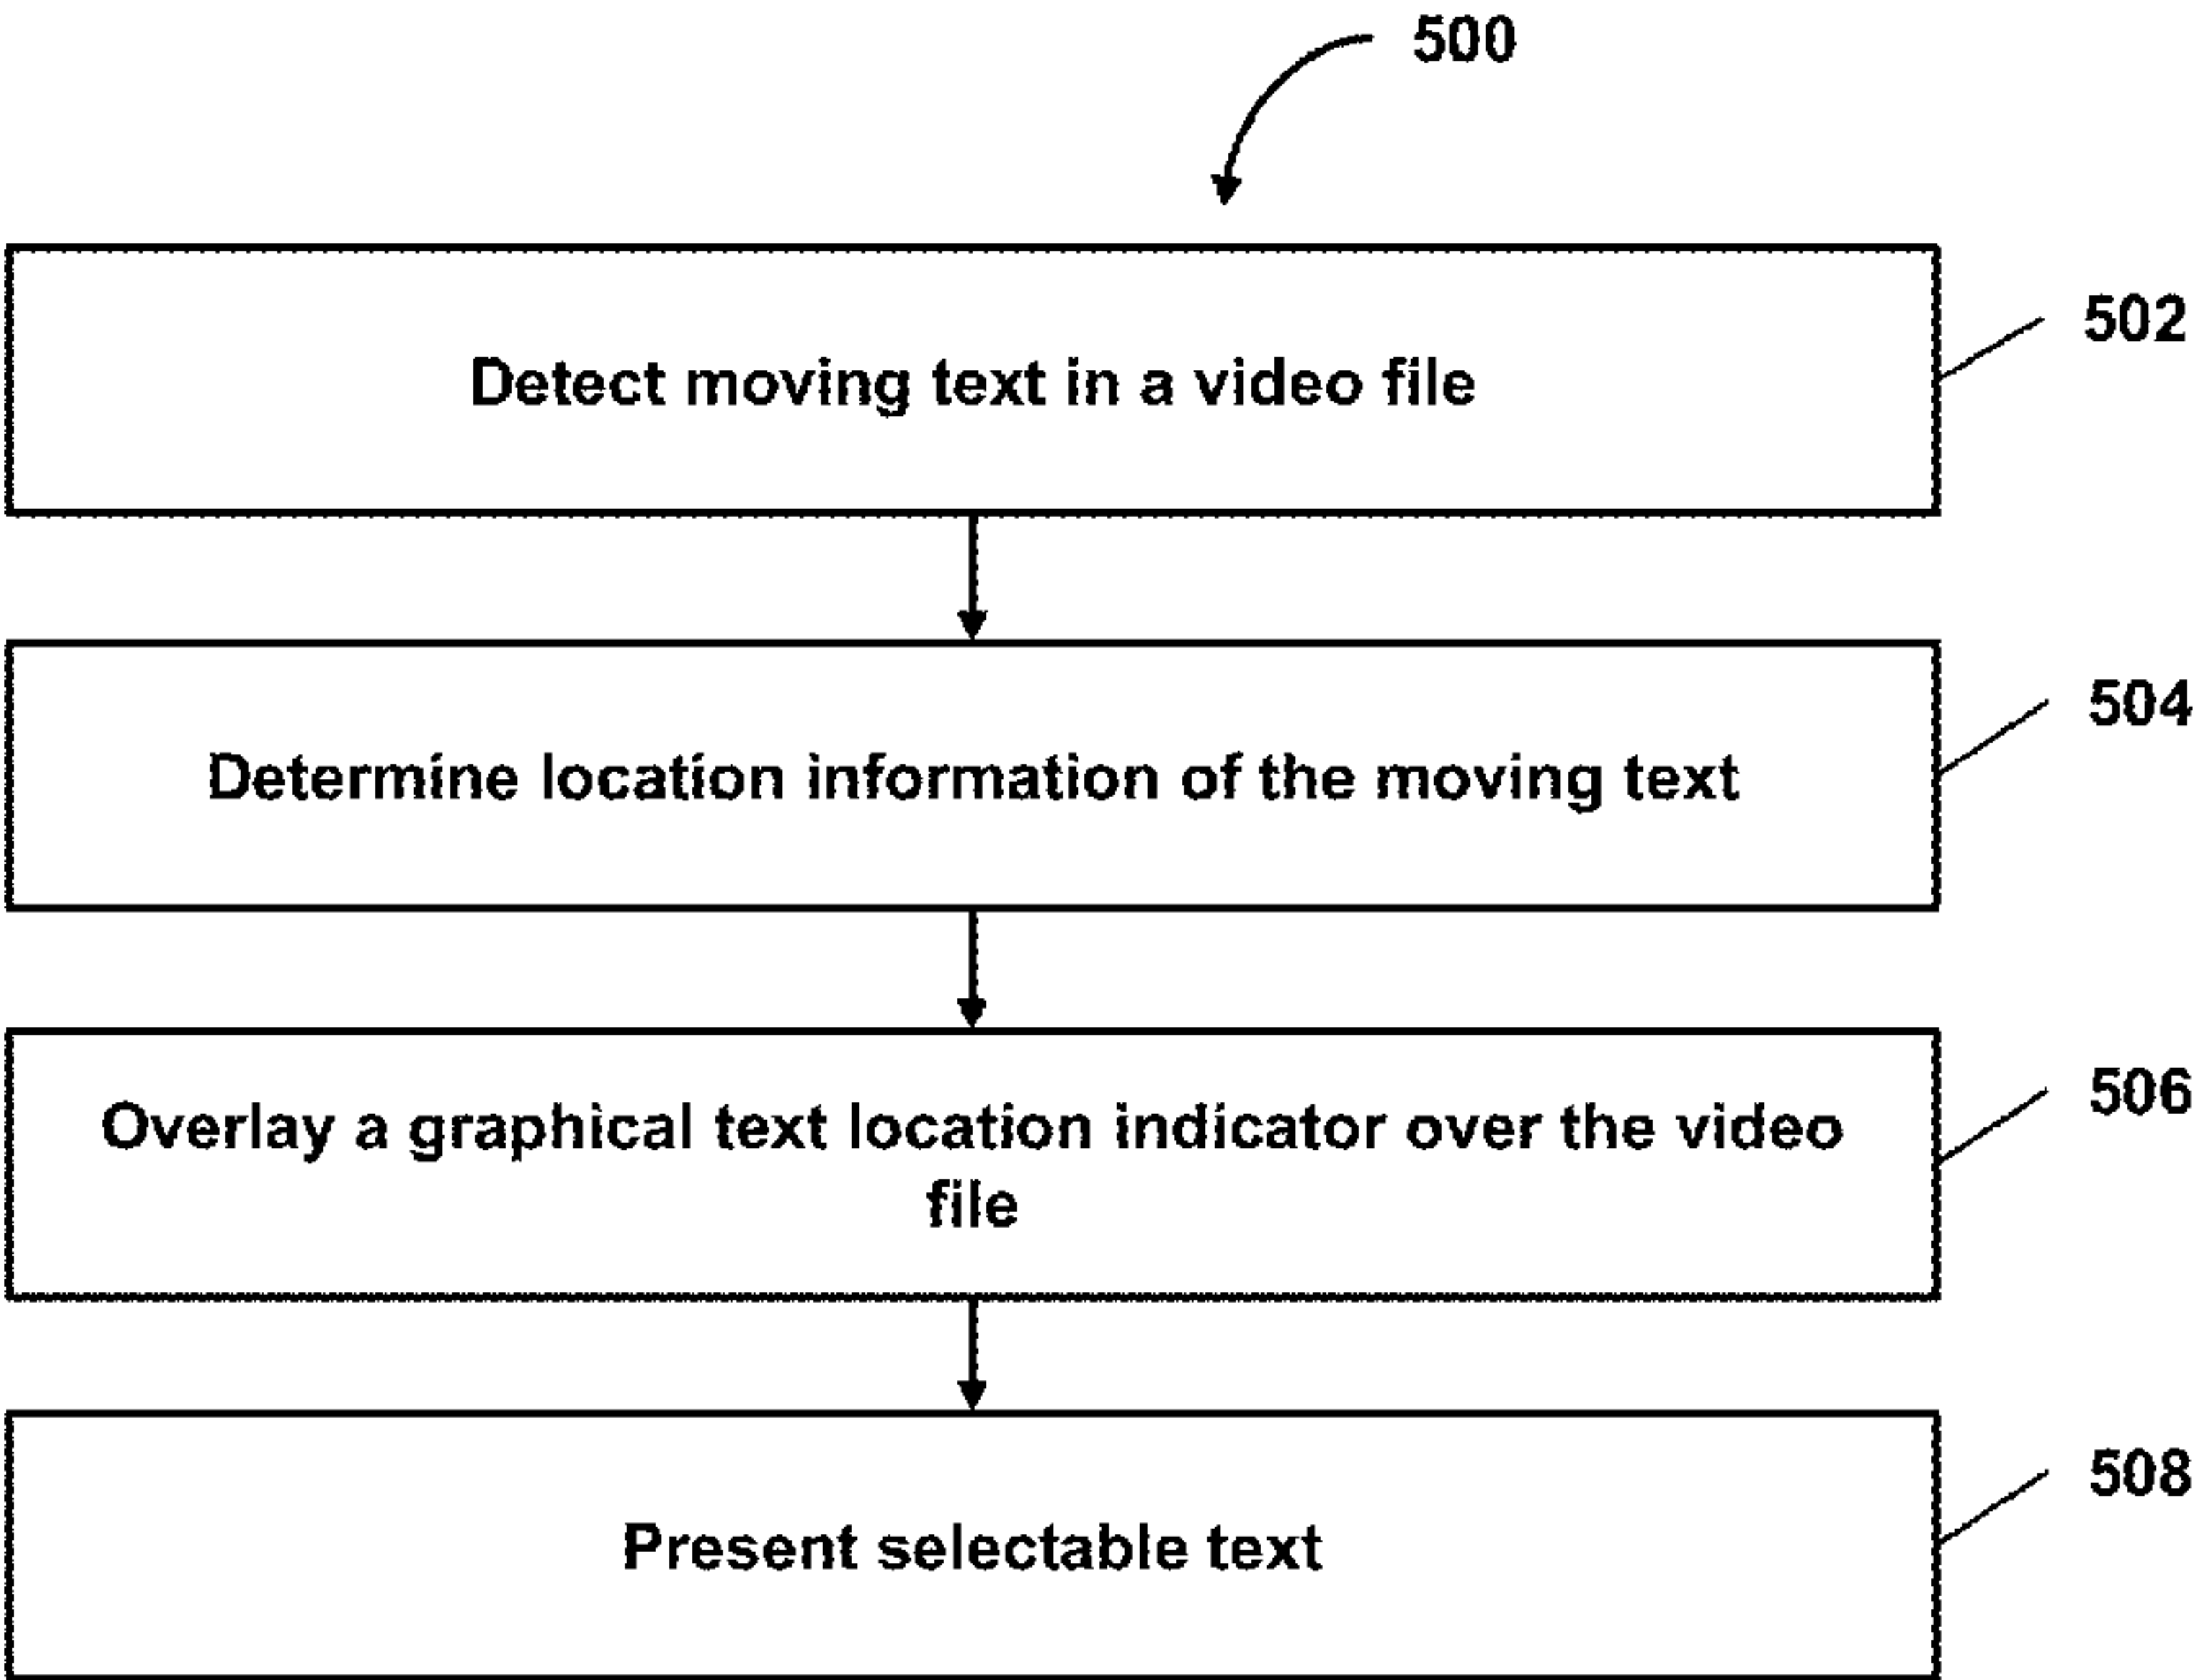 500
Detect moving text in a video file
502
Determine location information of the moving text
504
Overlay a graphical text location indicator over the video
file
506
Present selectable text
508